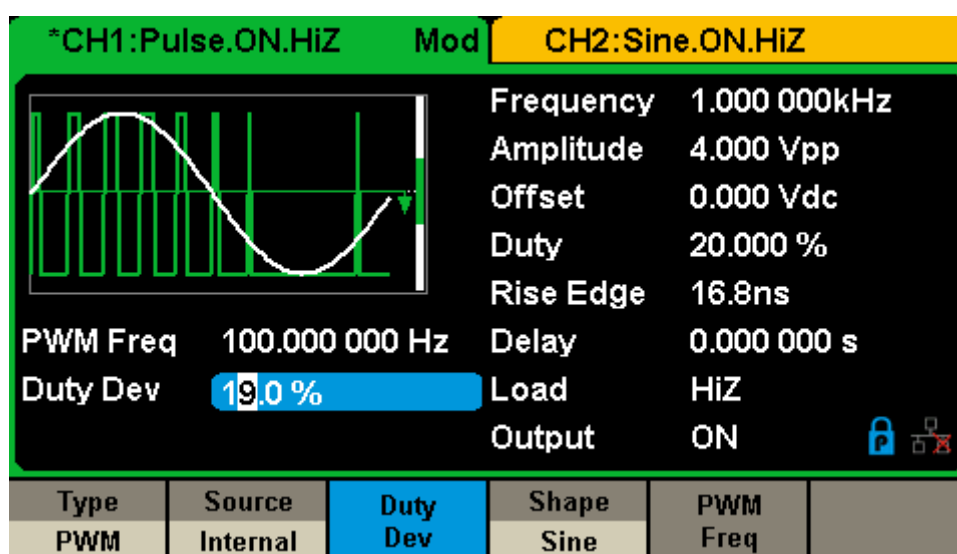 *CH1:Pulse.ON.HiZ Mod CH2:Sine.ON.HiZ
Frequency 1.000 000kHz
Amplitude 4.000 Vpp
Offset 0.000 Vdc
Duty 20.000 %
Rise Edge 16.8ns
PWM Freq 100.000 000 Hz Delay 0.000 000 s
Duty Dev 19.0 % Load HiZ
Output ON P
Type Source Duty Dev Shape PWM Freq
PWM Internal Sine